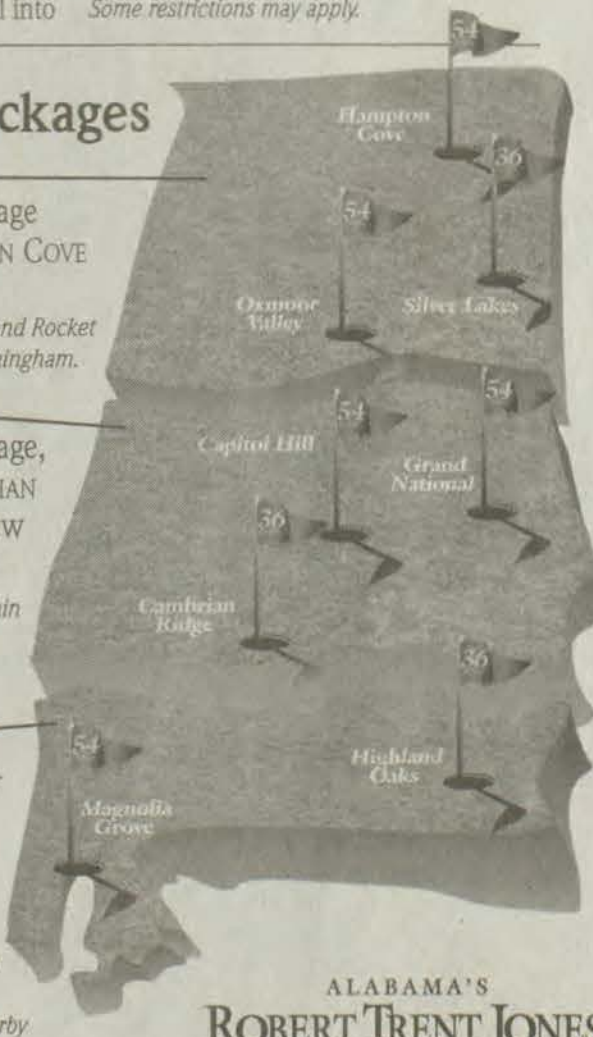 l into Some restrictions may apply.
ckages
age
N COVE
nd Rocket
ningham.
age,
IAN
W
in
rby
54
Hampton
Cove
36
54
Oxmoor
Valley
Silver Lakes
54
54
Capitol Hill
Grand
National
36
Cambrian
Ridge
36
54
Highland
Oaks
Magnolia
Grove
ALABAMA'S
ROBERT TRENT JONES